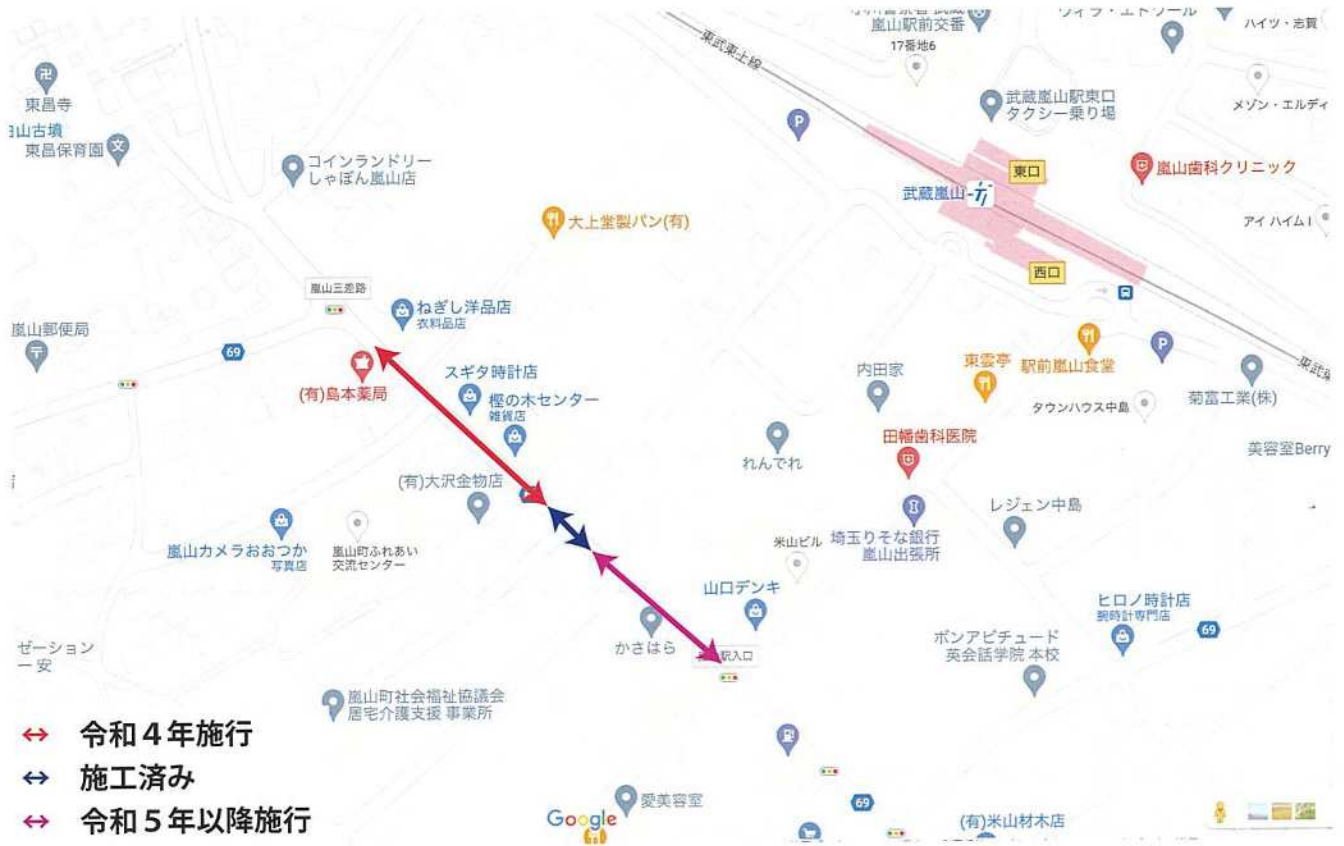 嵐山駅前交番
17番地6
ヴィラ・エトワール
ハイツ・志賀
東武東上線
東昌寺
武蔵嵐山駅東口
タクシー乗り場
メゾン・エルディ
山古墳
東昌保育園
コインランドリー
しゃぼん嵐山店
東口
嵐山歯科クリニック
武蔵嵐山
大上堂製パン(有)
アイ ハイム I
西口
嵐山三差路
ねぎし洋品店
衣料品店
嵐山郵便局
69
東武東
(有)島本薬局
スギタ時計店
樫の木センター
雑貨店
内田家
東雲亭
駅前嵐山食堂
タウンハウス中島
菊富工業(株)
田幡歯科医院
美容室Berry
れんでれ
(有)大沢金物店
レジェン中島
嵐山カメラおおつか
写真店
嵐山町ふれあい
交流センター
米山ビル
埼玉りそな銀行
嵐山出張所
山口デンキ
ヒロノ時計店
腕時計専門店
69
かさはら
駅入口
ボンアビチュード
英会話学院 本校
ゼーション
一 安
嵐山町社会福祉協議会
居宅介護支援 事業所
令和4年施行
施工済み
令和5年以降施行
愛美容室
Google
69
(有)米山材木店